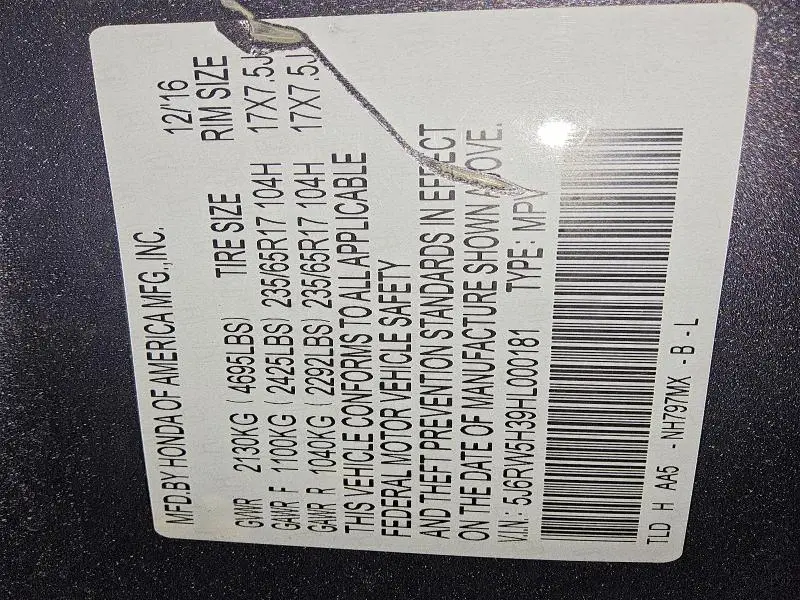 MFD.BY HONDA OF AMERICA MFG.,INC. 12/'16
TIRE SIZE RIM SIZE
GVWR 2130KG (4695LBS)
GAWR F 1100KG (2425LBS) 235/65R17 104H 17X7.5J
GAWR R 1040KG (2292LBS) 235/65R17 104H 17X7.5J
THIS VEHICLE CONFORMS TO ALL APPLICABLE
FEDERAL MOTOR VEHICLE SAFETY
AND THEFT PREVENTION STANDARDS IN EFFECT
ON THE DATE OF MANUFACTURE SHOWN ABOVE.
V.I.N.: 5J6RW5H39HL000181 TYPE: MPV
TLD H AA5 -NH797MX -B-L